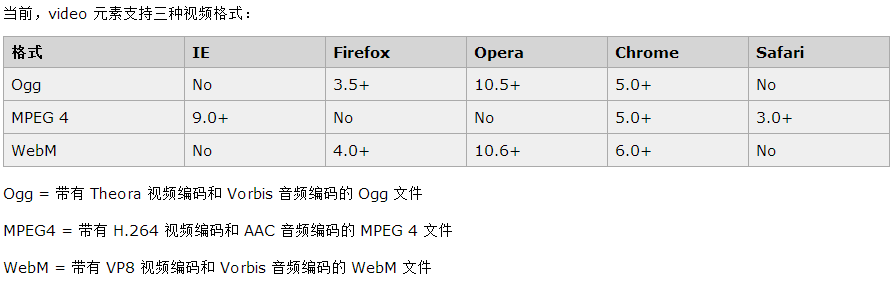 当前，video 元素支持三种视频格式：
格式 IE Firefox Opera Chrome Safari
Ogg No 3.5+ 10.5+ 5.0+ No
MPEG 4 9.0+ No No 5.0+ 3.0+
WebM No 4.0+ 10.6+ 6.0+ No
Ogg = 带有 Theora 视频编码和 Vorbis 音频编码的 Ogg 文件
MPEG4 = 带有 H.264 视频编码和 AAC 音频编码的 MPEG 4 文件
WebM = 带有 VP8 视频编码和 Vorbis 音频编码的 WebM 文件